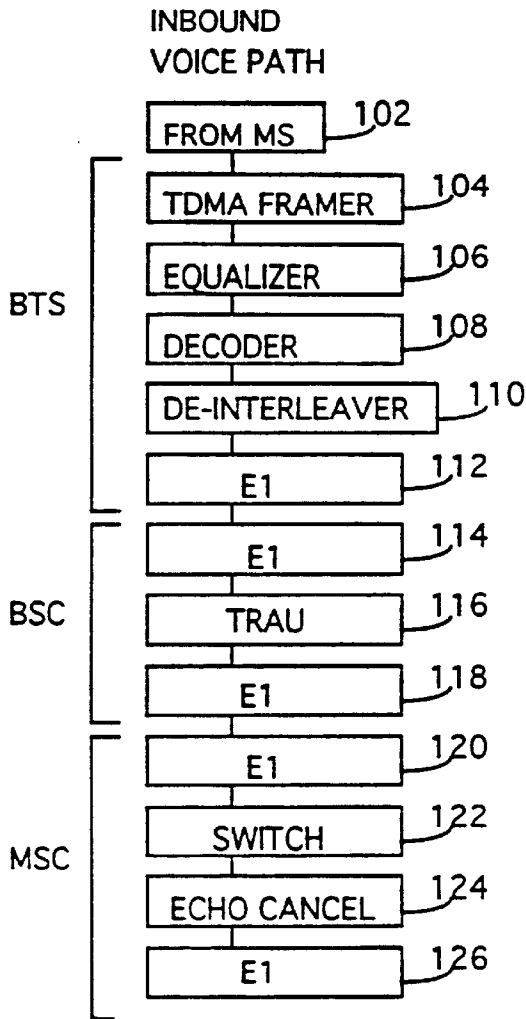 INBOUND
VOICE PATH
FROM MS 102
TDMA FRAMER 104
EQUALIZER 106
BTS
DECODER 108
DE-INTERLEAVER 110
E1 112
E1 114
BSC
TRAU 116
E1 118
E1 120
SWITCH 122
MSC
ECHO CANCEL 124
E1 126